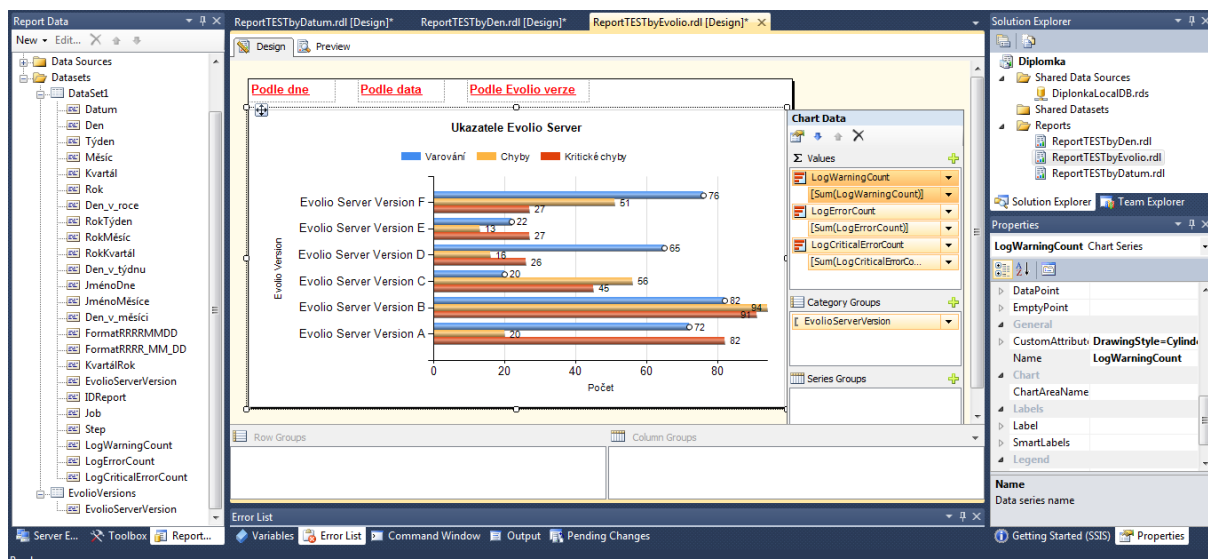 Report Data
New Edit...
Data Sources
Datasets
DataSet1
Datum
Den
Týden
Měsíc
Kvartál
Rok
Den_v_roce
RokTýden
RokMěsíc
RokKvartál
Den_v_týdnu
JménoDne
JménoMěsíce
Den_v_měsíci
FormatRRRRMMDD
FormatRRRR_MM_DD
KvartálRok
EvolioServerVersion
IDReport
Job
Step
LogWarningCount
LogErrorCount
LogCriticalErrorCount
EvolioVersions
EvolioServerVersion
Server E... Toolbox Report...
ReportTESTbyDatum.rdl [Design]* ReportTESTbyDen.rdl [Design]* ReportTESTbyEvolio.rdl [Design]*
Design Preview
Podle dne Podle data Podle Evolio verze
Ukazatele Evolio Server
Varování Chyby Kritické chyby
Evolio Version
Evolio Server Version F 76 51 27
Evolio Server Version E 22 13 27
Evolio Server Version D 65 16 26
Evolio Server Version C 20 56 45
Evolio Server Version B 82 94 91
Evolio Server Version A 72 20 82
0 20 40 60 80
Počet
Chart Data
Σ Values
LogWarningCount
[Sum(LogWarningCount)]
LogErrorCount
[Sum(LogErrorCount)]
LogCriticalErrorCount
[Sum(LogCriticalErrorCo...
Category Groups
EvolioServerVersion
Series Groups
Row Groups Column Groups
Error List
Variables Error List Command Window Output Pending Changes
Solution Explorer
Diplomka
Shared Data Sources
DiplonkaLocalDB.rds
Shared Datasets
Reports
ReportTESTbyDen.rdl
ReportTESTbyEvolio.rdl
ReportTESTbyDatum.rdl
Solution Explorer Team Explorer
Properties
LogWarningCount Chart Series
DataPoint
EmptyPoint
General
CustomAttribut DrawingStyle=Cylind
Name LogWarningCount
Chart
ChartAreaName
Labels
Label
SmartLabels
Legend
Name
Data series name
Getting Started (SSIS) Properties